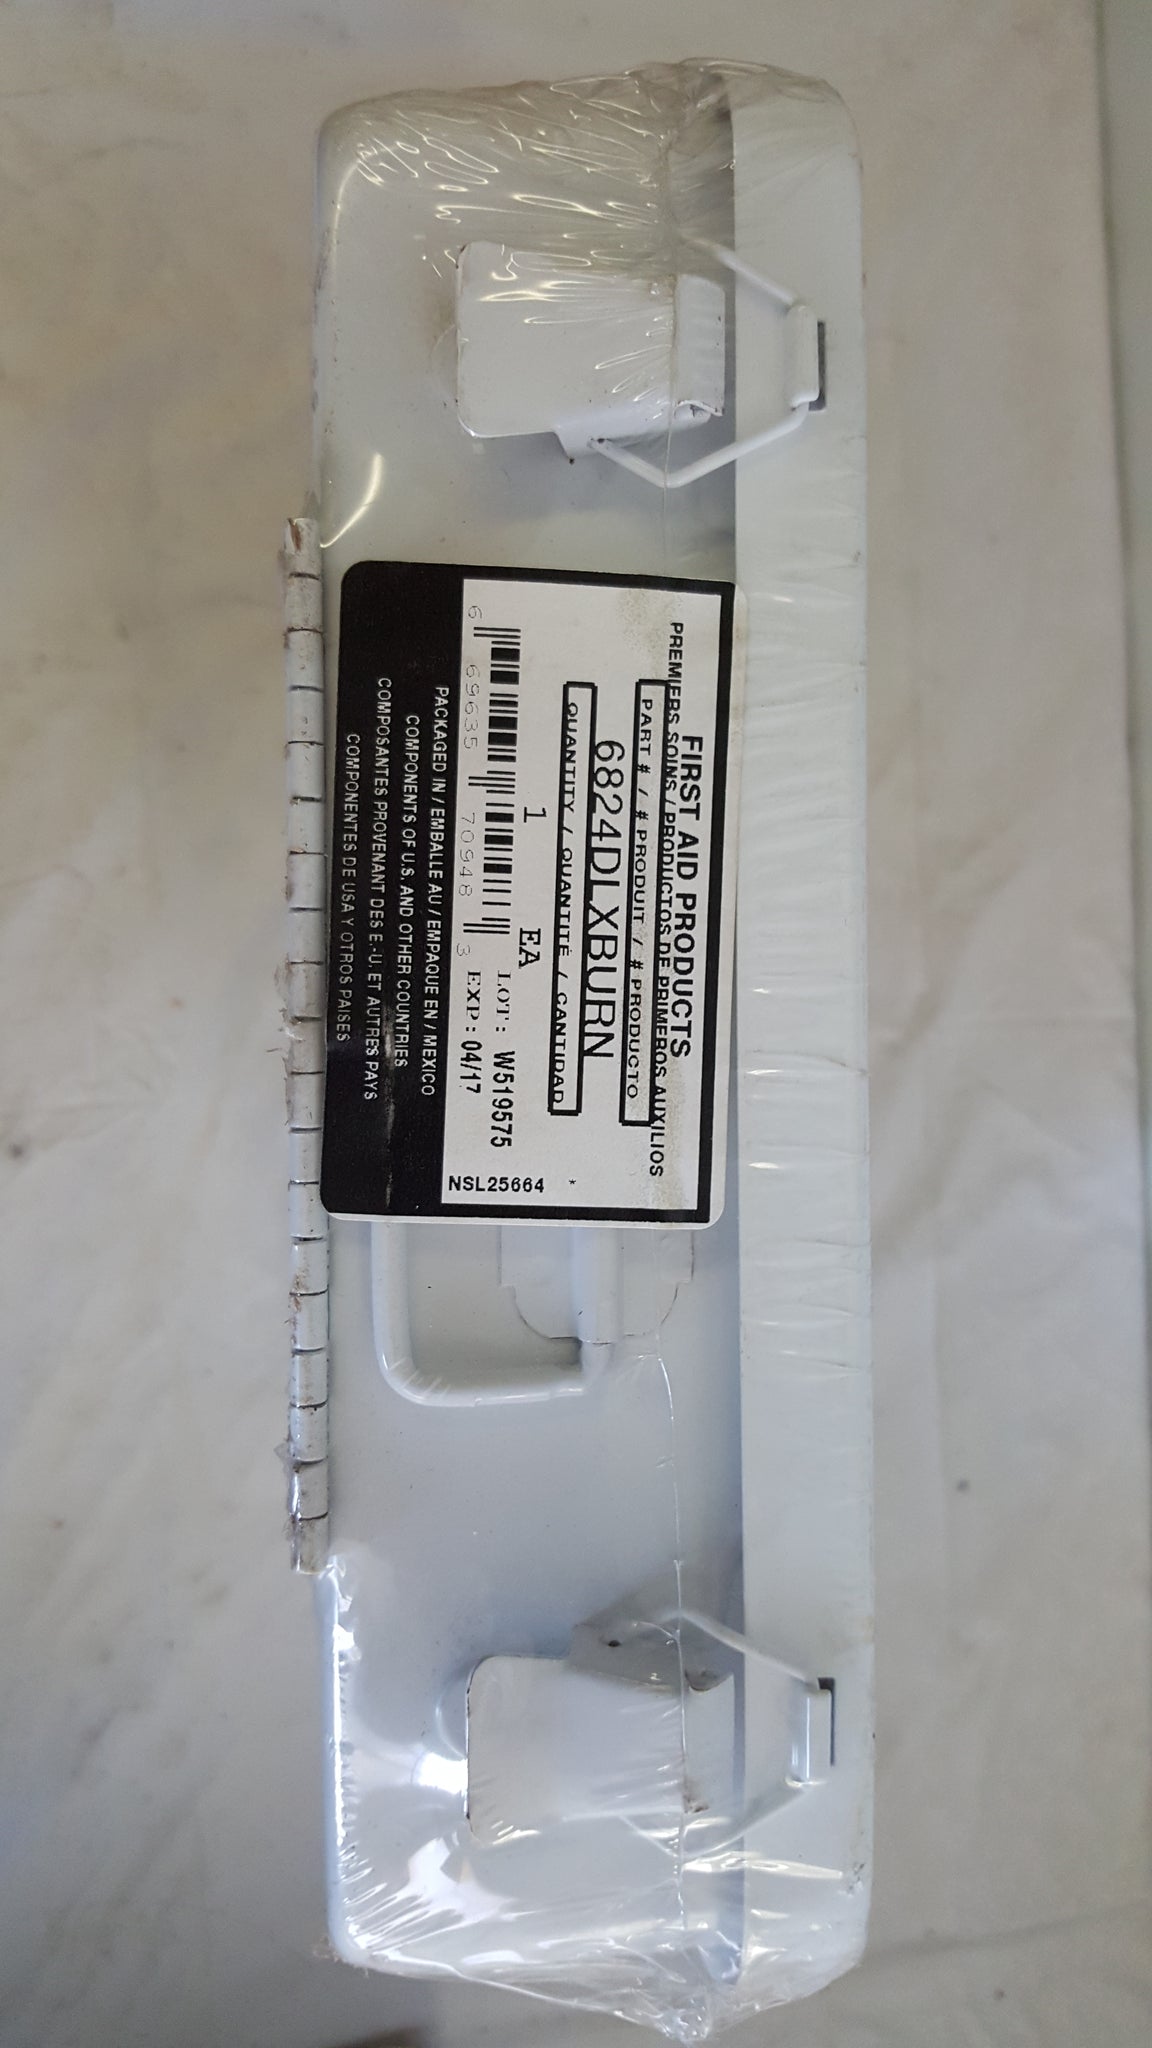 FIRST AID PRODUCTS
PREMIERS SOINS / PRODUCTOS DE PRIMEROS AUXILIOS
PART # / # PRODUIT / # PRODUCTO
6824DLXBURN
QUANTITY / QUANTITÉ / CANTIDAD
1 EA
LOT: W519575
EXP: 04/17
6 69635 70948 3
NSL25664 *
PACKAGED IN / EMBALLE AU / EMPAQUE EN / MEXICO
COMPONENTS OF U.S. AND OTHER COUNTRIES
COMPOSANTES PROVENANT DES E.-U. ET AUTRES PAYS
COMPONENTES DE USA Y OTROS PAISES